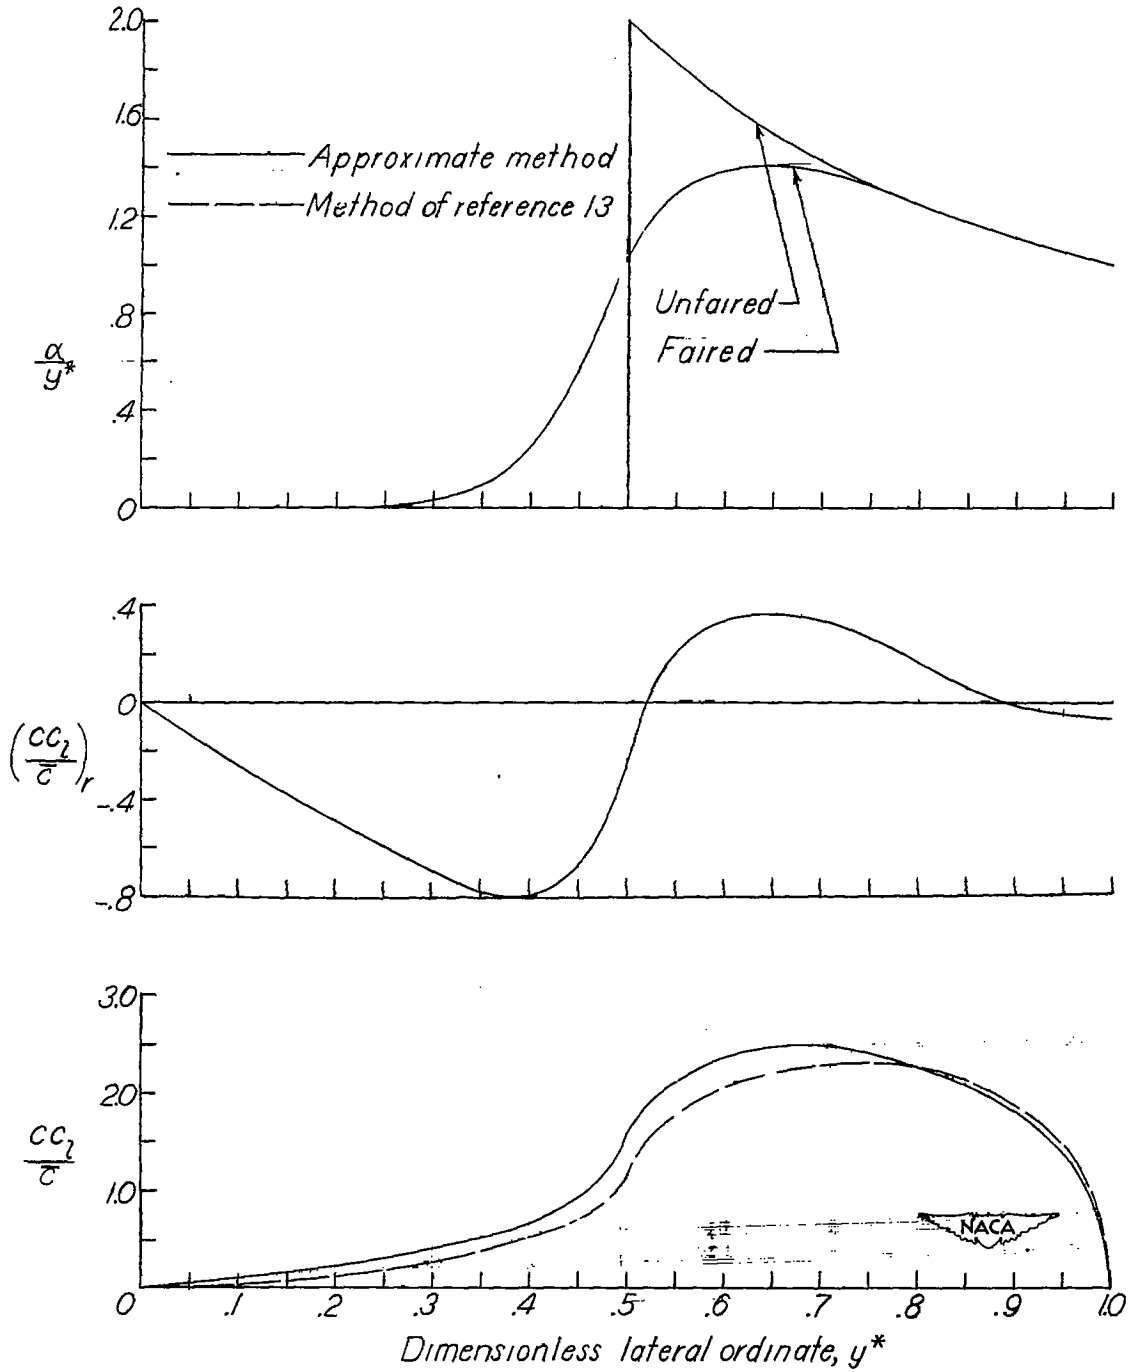 2.0
1.6
Approximate method
Method of reference 13
1.2
Unfaired
.8
Faired
α/y*
.4
0
.4
0
(cc_l/c̄)_r
-.4
-.8
3.0
2.0
cc_l/c̄
1.0
NACA
0 .1 .2 .3 .4 .5 .6 .7 .8 .9 1.0
Dimensionless lateral ordinate, y*